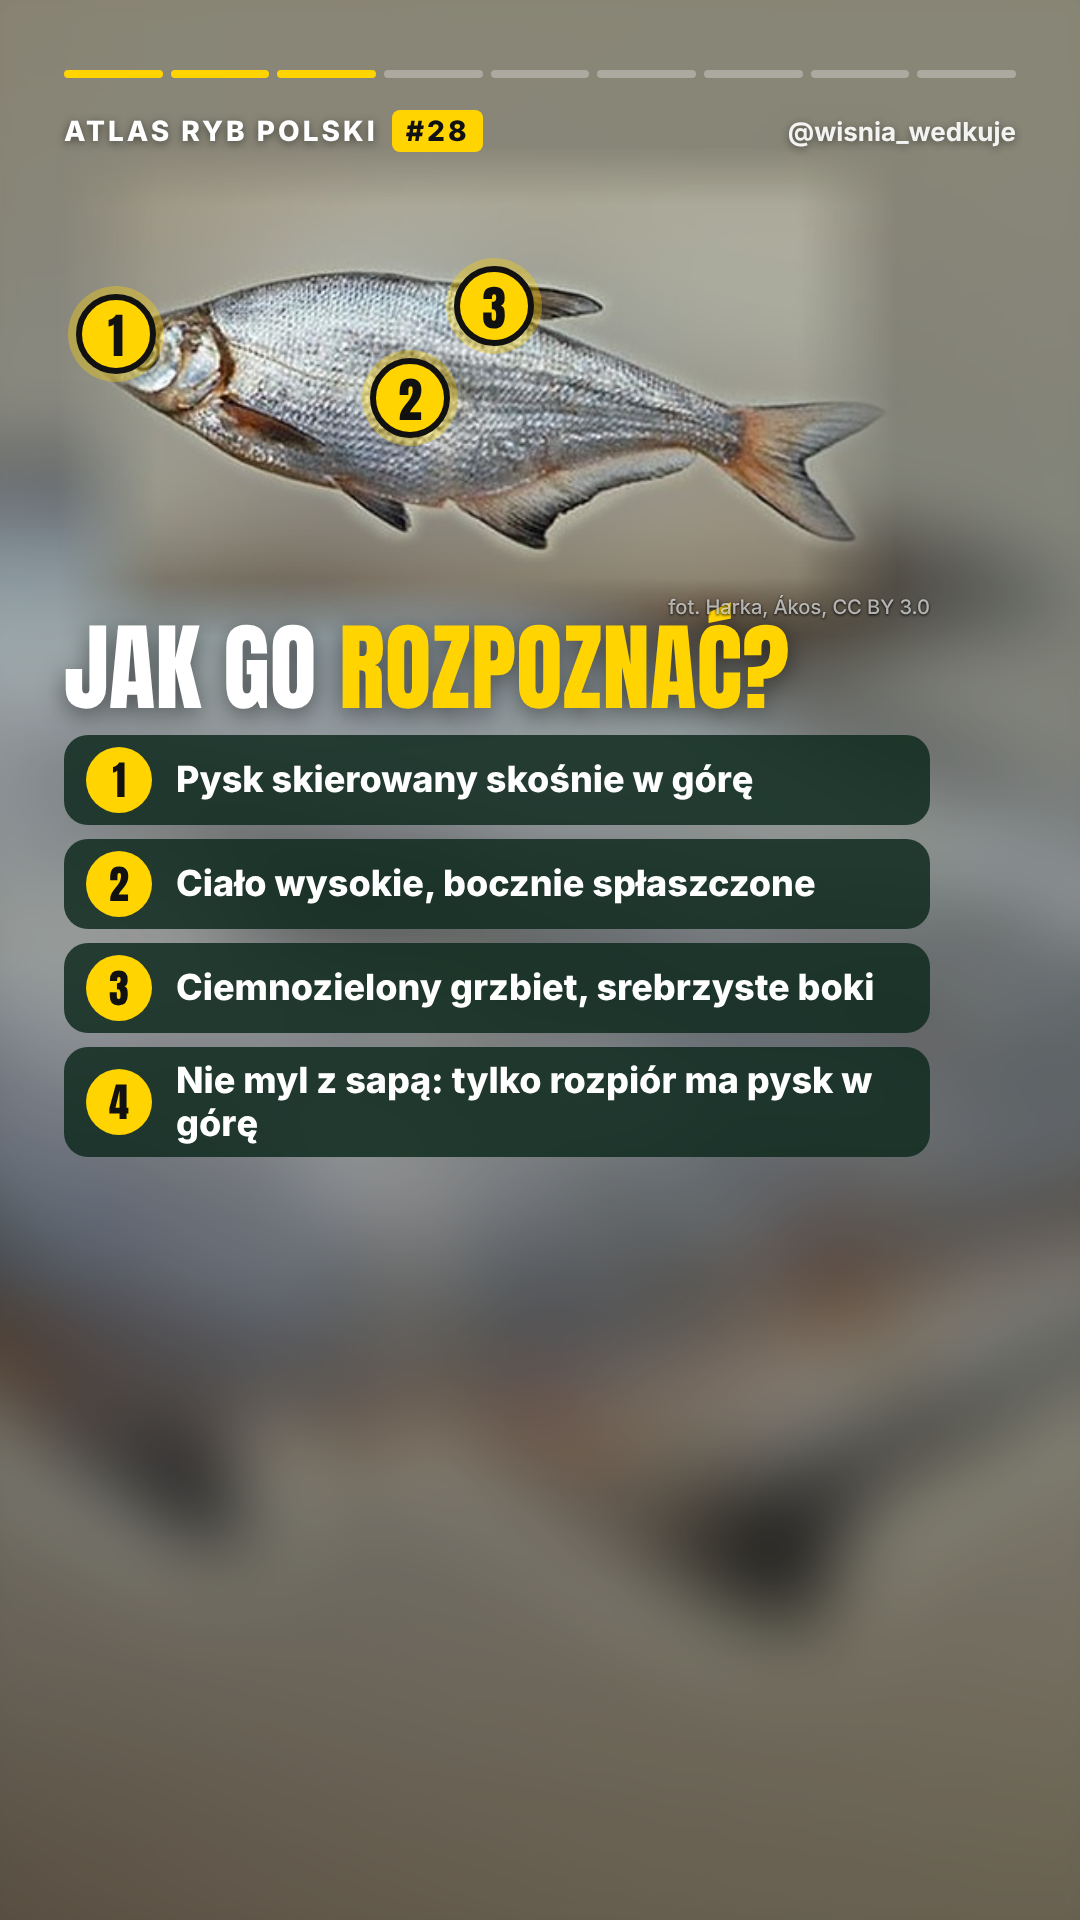 ATLAS RYB POLSKI #28
@wisnia_wedkuje
1
3
2
fot. Harka, Ákos, CC BY 3.0
JAK GO ROZPOZNAĆ?
1 Pysk skierowany skośnie w górę
2 Ciało wysokie, bocznie spłaszczone
3 Ciemnozielony grzbiet, srebrzyste boki
4 Nie myl z sapą: tylko rozpiór ma pysk w
górę